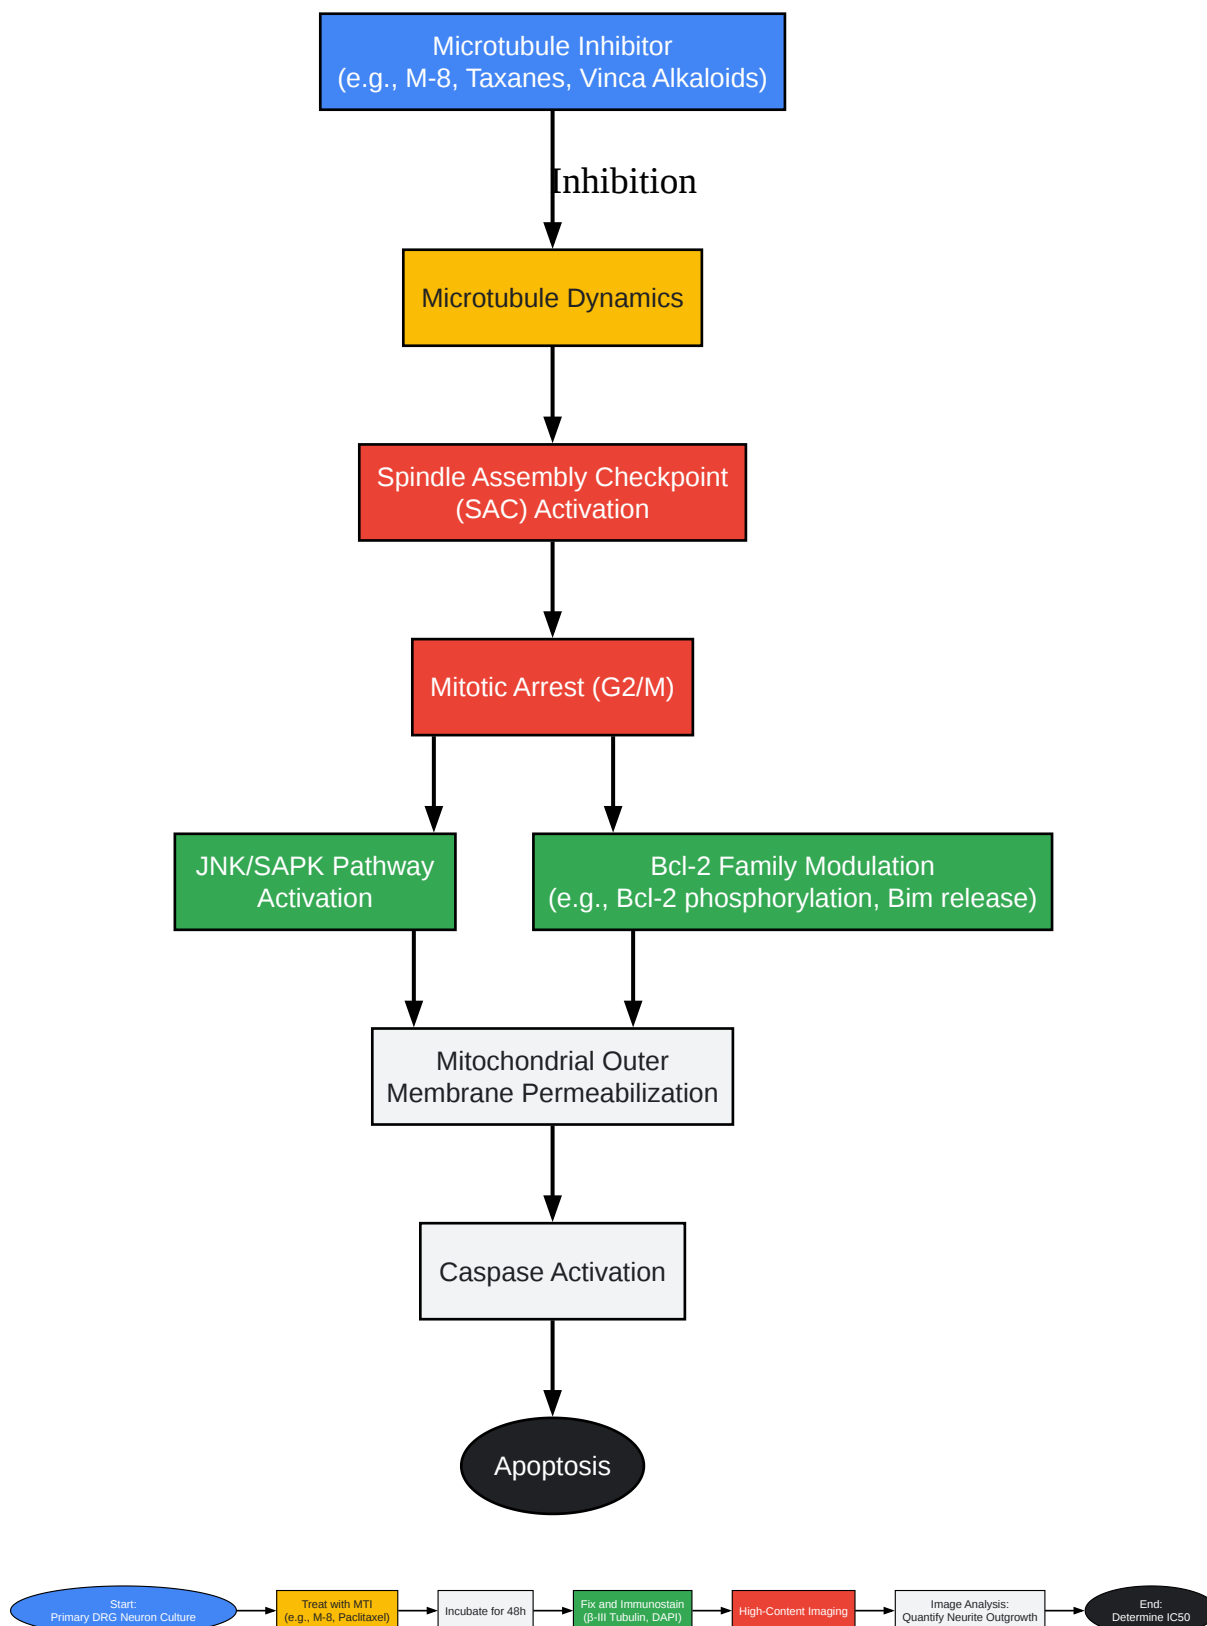 Microtubule Inhibitor
(e.g., M-8, Taxanes, Vinca Alkaloids)
Inhibition
Microtubule Dynamics
Spindle Assembly Checkpoint
(SAC) Activation
Mitotic Arrest (G2/M)
JNK/SAPK Pathway
Activation
Bcl-2 Family Modulation
(e.g., Bcl-2 phosphorylation, Bim release)
Mitochondrial Outer
Membrane Permeabilization
Caspase Activation
Apoptosis
Start:
Primary DRG Neuron Culture
Treat with MTI
(e.g., M-8, Paclitaxel)
Incubate for 48h
Fix and Immunostain
(β-III Tubulin, DAPI)
High-Content Imaging
Image Analysis:
Quantify Neurite Outgrowth
End:
Determine IC50